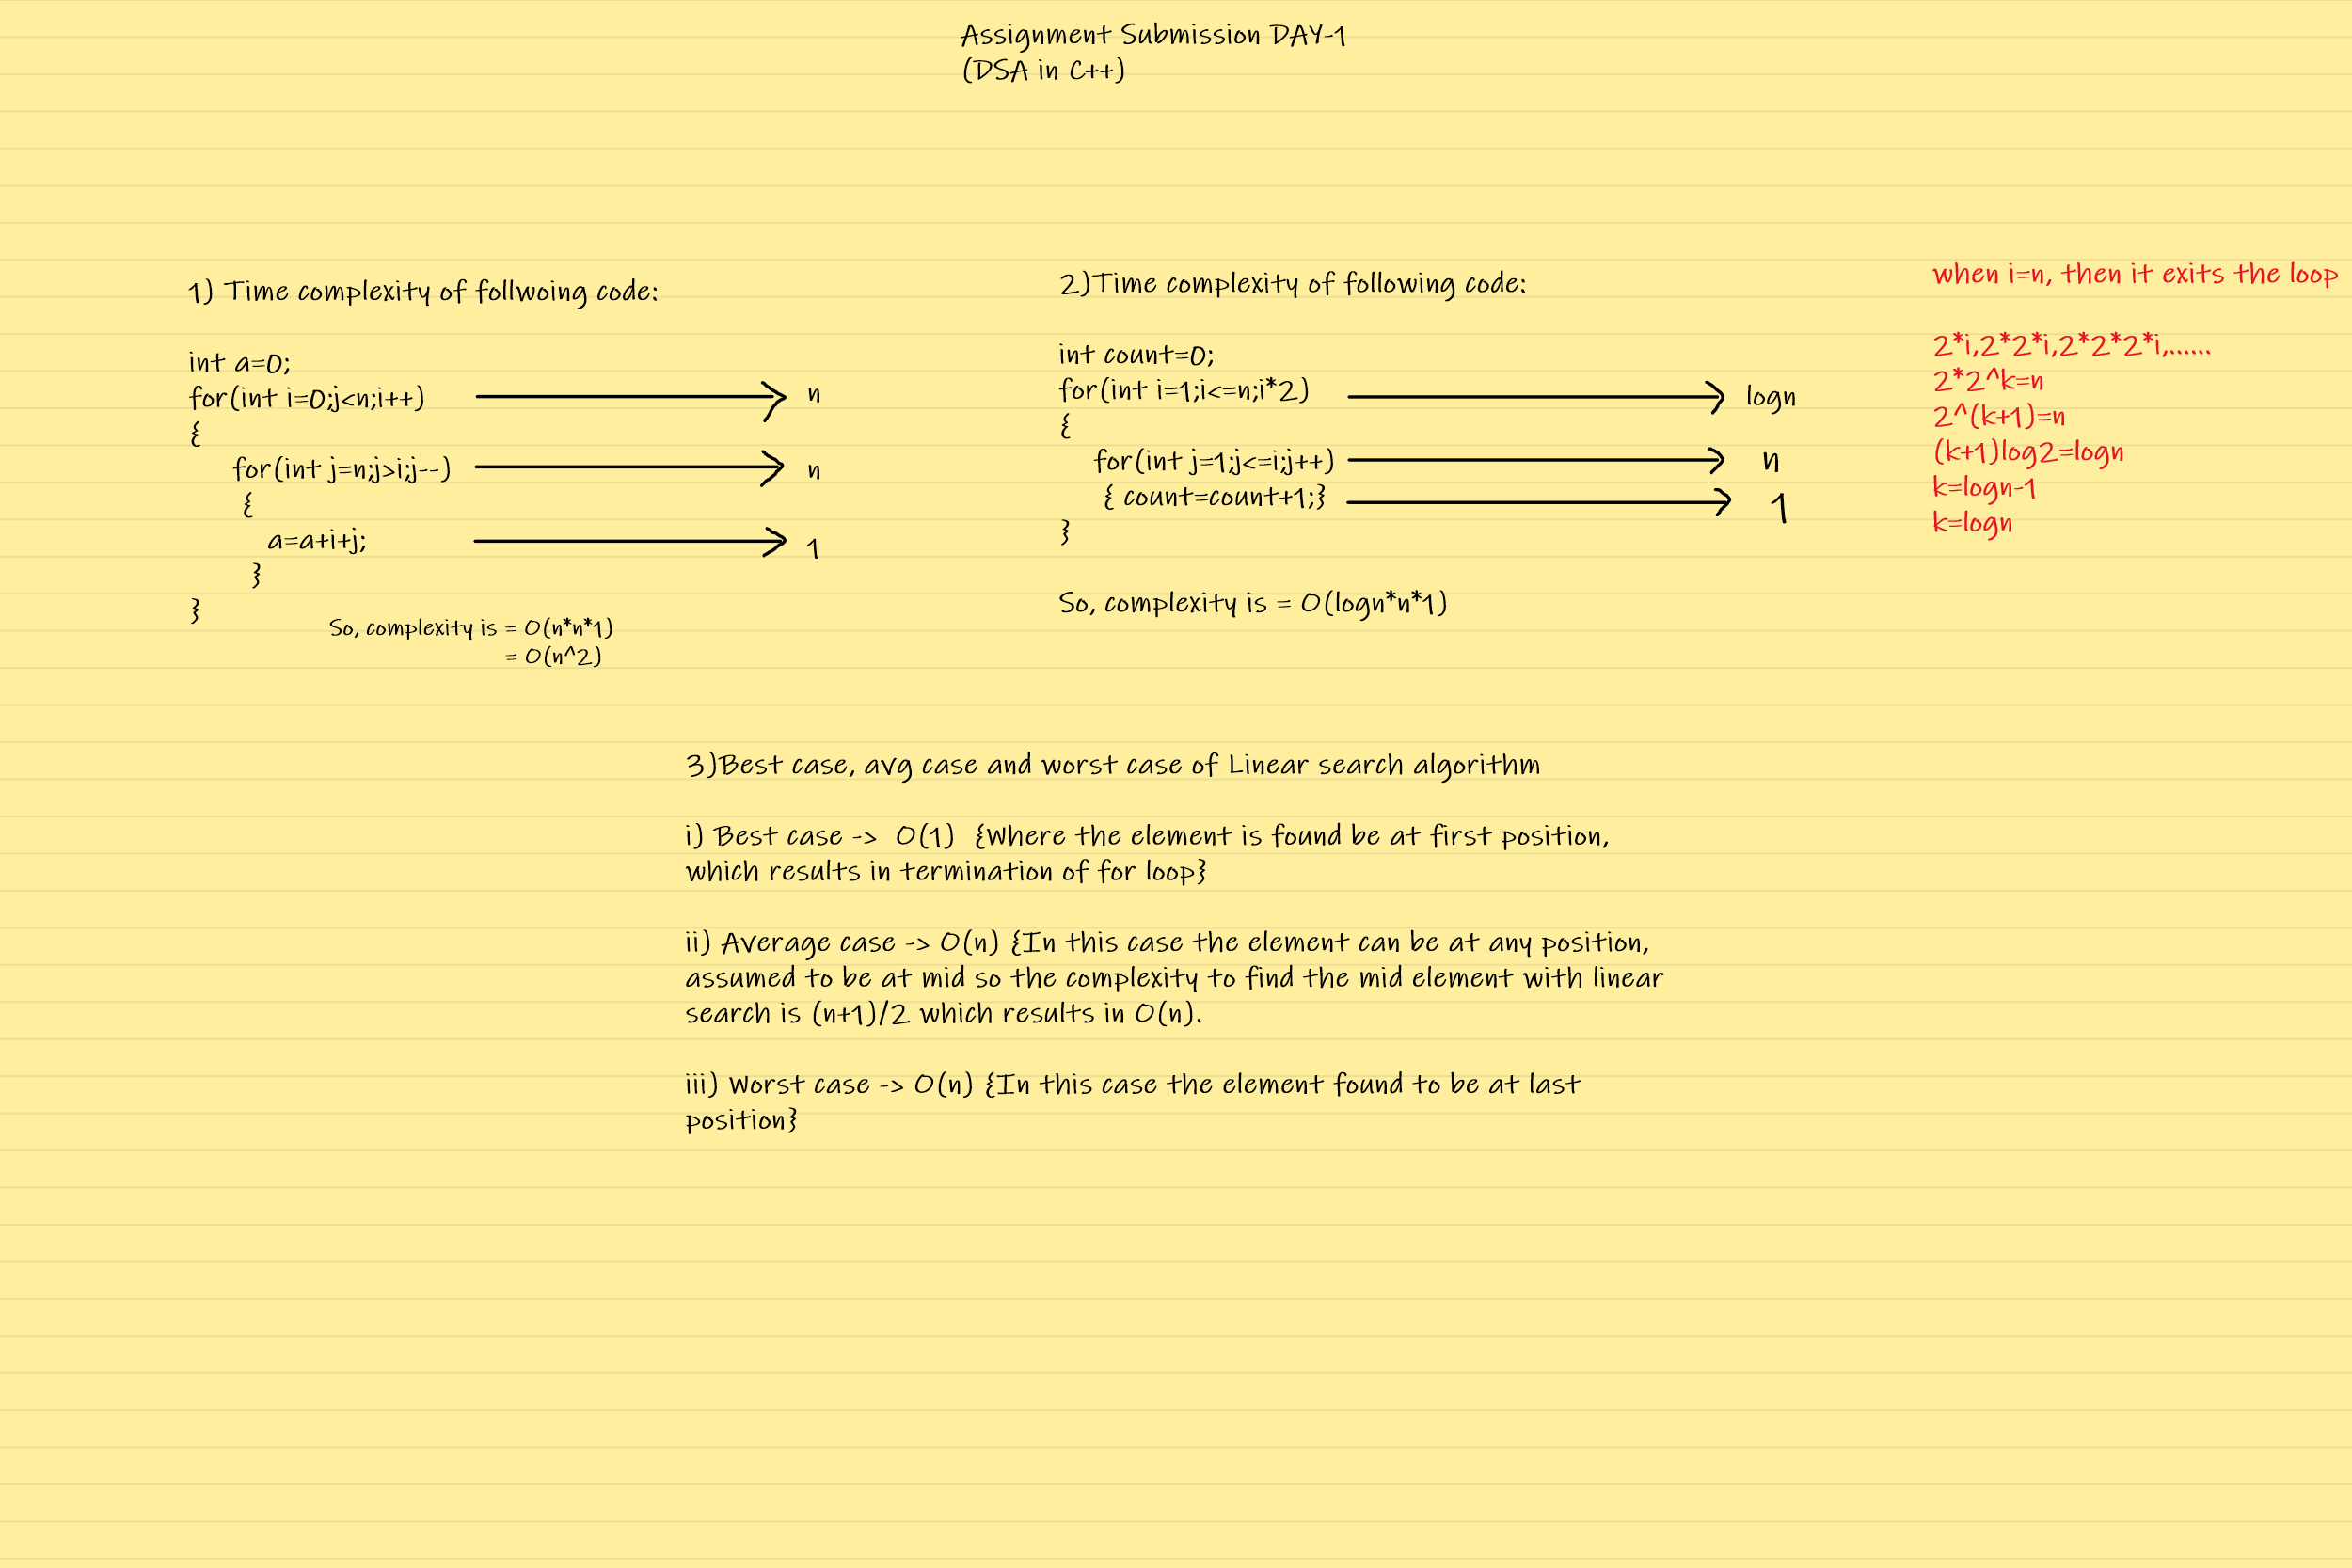 Assignment Submission DAY-1
(DSA in C++)
1) Time complexity of follwoing code:
int a=0;
for(int i=0;j<n;i++) n
{
for(int j=n;j>i;j--) n
{
a=a+i+j; 1
}
}
So, complexity is = O(n*n*1)
= O(n^2)
2)Time complexity of following code:
int count=0;
for(int i=1;i<=n;i*2) logn
{
for(int j=1;j<=i;j++) n
{ count=count+1;} 1
}
So, complexity is = O(logn*n*1)
when i=n, then it exits the loop
2*i,2*2*i,2*2*2*i,......
2*2^k=n
2^(k+1)=n
(k+1)log2=logn
k=logn-1
k=logn
3)Best case, avg case and worst case of Linear search algorithm
i) Best case -> O(1) {Where the element is found be at first position,
which results in termination of for loop}
ii) Average case -> O(n) {In this case the element can be at any position,
assumed to be at mid so the complexity to find the mid element with linear
search is (n+1)/2 which results in O(n).
iii) Worst case -> O(n) {In this case the element found to be at last
position}